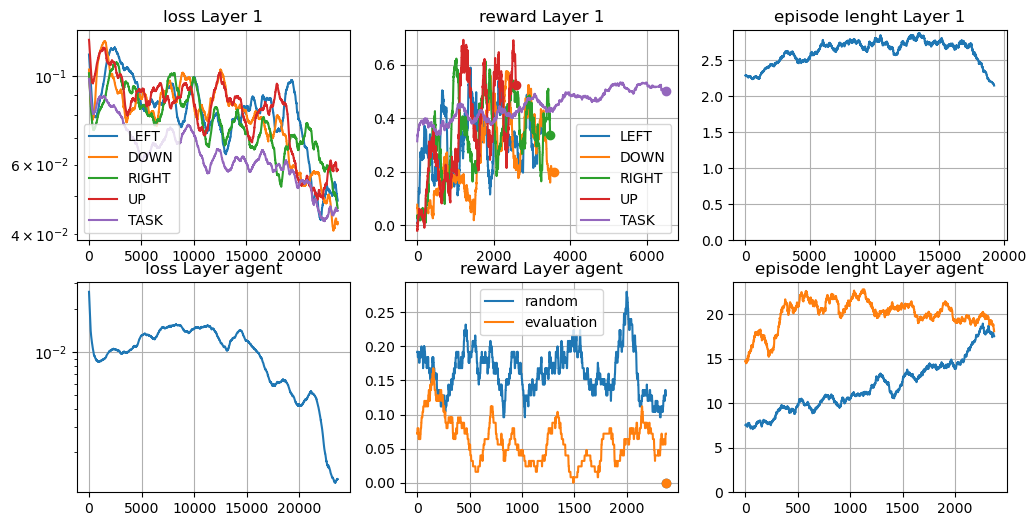 loss Layer 1
reward Layer 1
episode lenght Layer 1
10⁻¹
6 × 10⁻²
4 × 10⁻²
LEFT
DOWN
RIGHT
UP
TASK
0 5000 10000 15000 20000
0.6
0.4
0.2
0.0
LEFT
DOWN
RIGHT
UP
TASK
0 2000 4000 6000
2.5
2.0
1.5
1.0
0.5
0.0
0 5000 10000 15000 20000
loss Layer agent
reward Layer agent
episode lenght Layer agent
10⁻²
0 5000 10000 15000 20000
0.25
0.20
0.15
0.10
0.05
0.00
random
evaluation
0 500 1000 1500 2000
20
15
10
5
0
0 500 1000 1500 2000